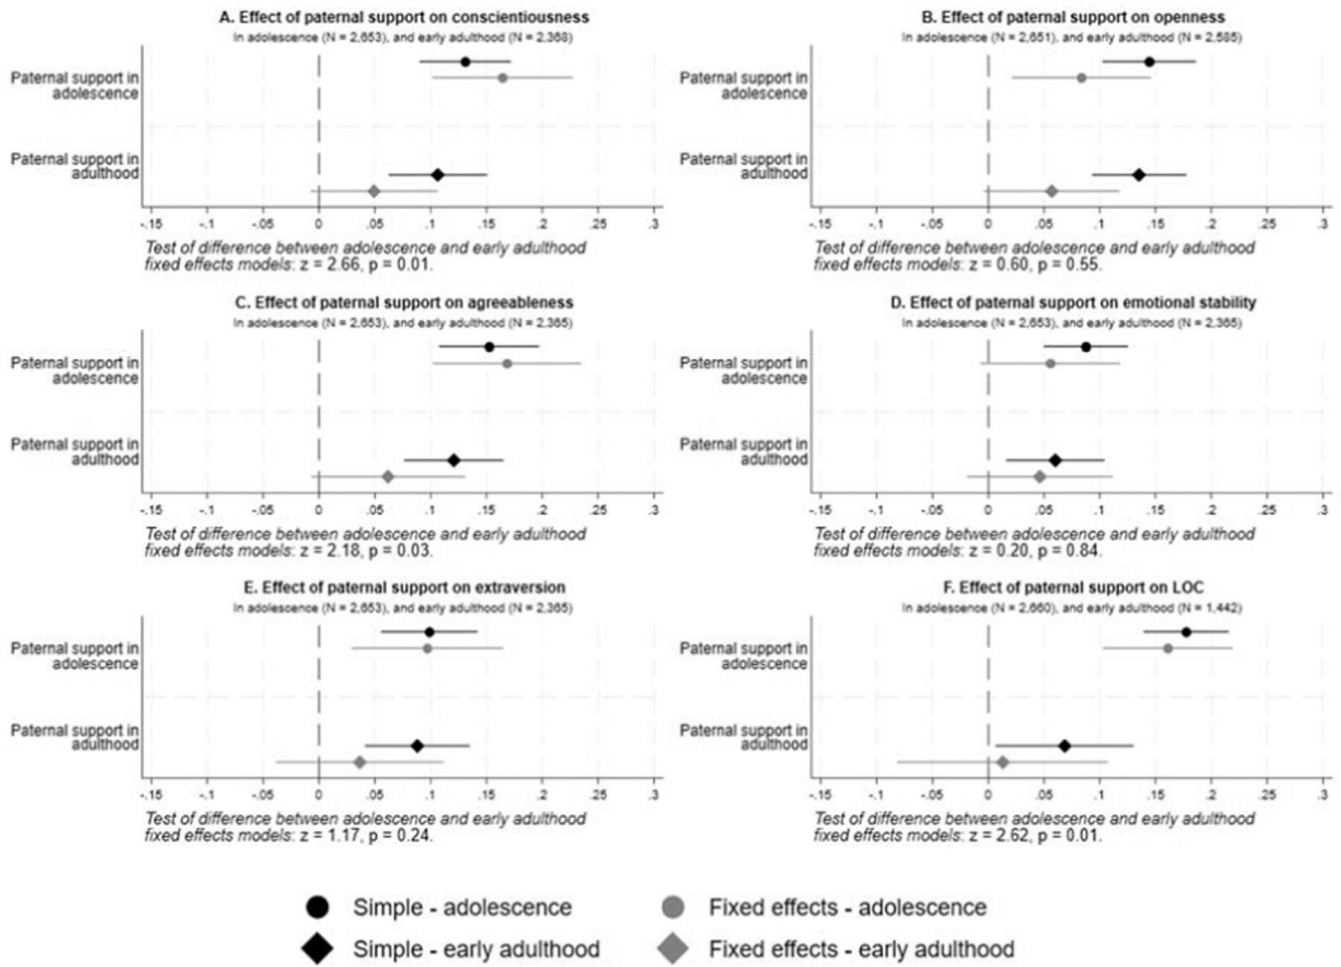 A. Effect of paternal support on conscientiousness
In adolescence (N = 2,653), and early adulthood (N = 2,368)
Paternal support in
adolescence
Paternal support in
adulthood
-.15 -.1 -.05 0 .05 .1 .15 .2 .25 .3
Test of difference between adolescence and early adulthood
fixed effects models: z = 2.66, p = 0.01.
B. Effect of paternal support on openness
In adolescence (N = 2,651), and early adulthood (N = 2,585)
Paternal support in
adolescence
Paternal support in
adulthood
-.15 -.1 -.05 0 .05 .1 .15 .2 .25 .3
Test of difference between adolescence and early adulthood
fixed effects models: z = 0.60, p = 0.55.
C. Effect of paternal support on agreeableness
In adolescence (N = 2,653), and early adulthood (N = 2,365)
Paternal support in
adolescence
Paternal support in
adulthood
-.15 -.1 -.05 0 .05 .1 .15 .2 .25 .3
Test of difference between adolescence and early adulthood
fixed effects models: z = 2.18, p = 0.03.
D. Effect of paternal support on emotional stability
In adolescence (N = 2,653), and early adulthood (N = 2,365)
Paternal support in
adolescence
Paternal support in
adulthood
-.15 -.1 -.05 0 .05 .1 .15 .2 .25 .3
Test of difference between adolescence and early adulthood
fixed effects models: z = 0.20, p = 0.84.
E. Effect of paternal support on extraversion
In adolescence (N = 2,653), and early adulthood (N = 2,365)
Paternal support in
adolescence
Paternal support in
adulthood
-.15 -.1 -.05 0 .05 .1 .15 .2 .25 .3
Test of difference between adolescence and early adulthood
fixed effects models: z = 1.17, p = 0.24.
F. Effect of paternal support on LOC
In adolescence (N = 2,660), and early adulthood (N = 1,442)
Paternal support in
adolescence
Paternal support in
adulthood
-.15 -.1 -.05 0 .05 .1 .15 .2 .25 .3
Test of difference between adolescence and early adulthood
fixed effects models: z = 2.62, p = 0.01.
Simple - adolescence
Fixed effects - adolescence
Simple - early adulthood
Fixed effects - early adulthood